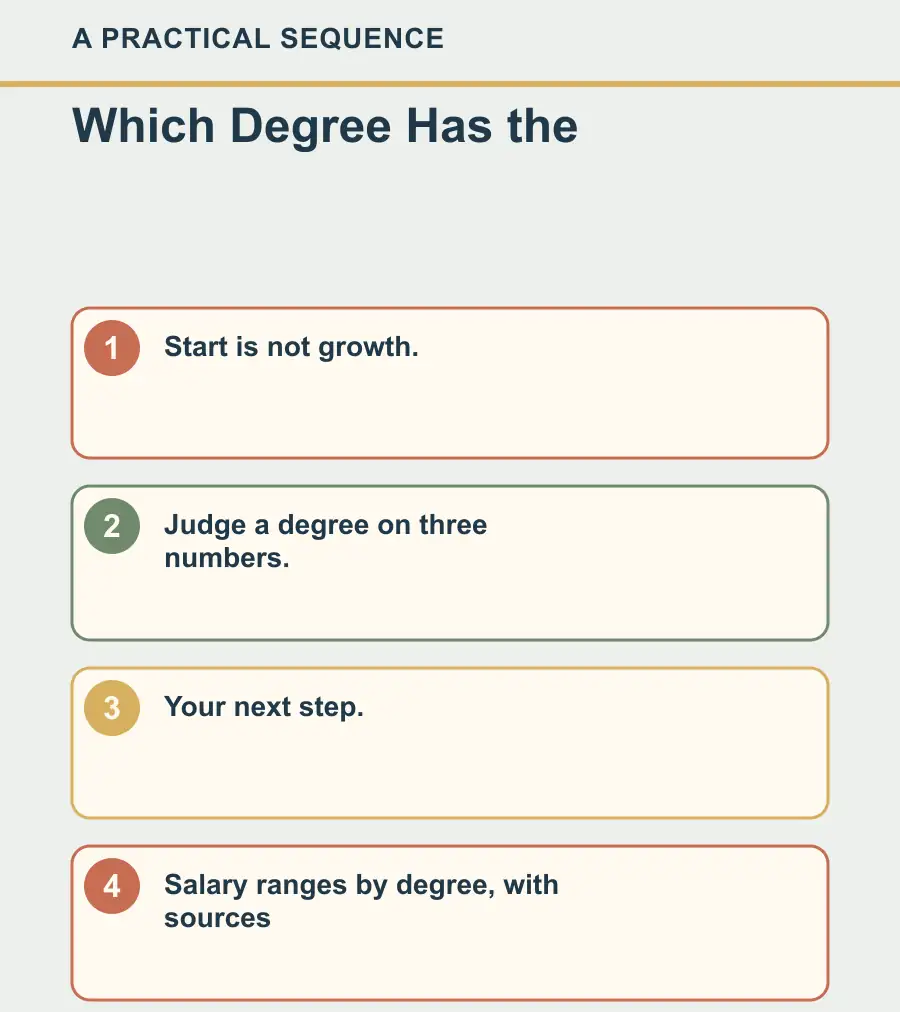 A PRACTICAL SEQUENCE
Which Degree Has the
1
Start is not growth.
2
Judge a degree on three
numbers.
3
Your next step.
4
Salary ranges by degree, with
sources